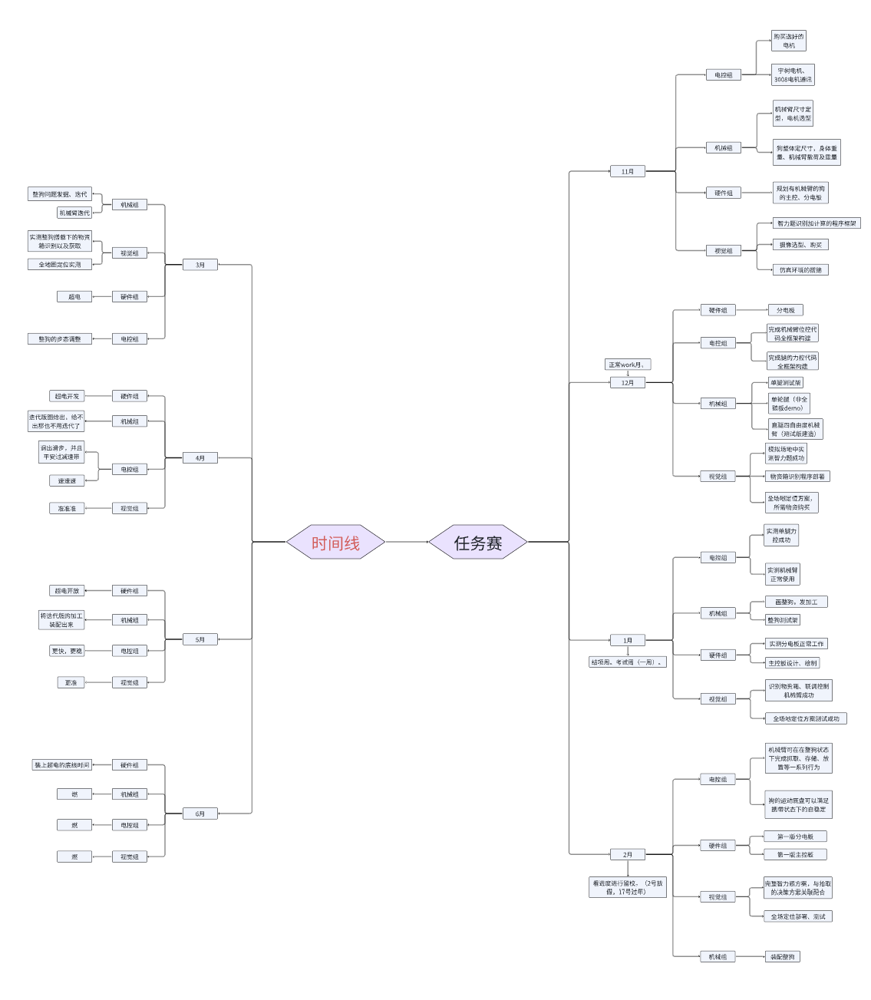 时间线
任务赛
11月
电控组
购买选好的
电机
宇树电机、
3008电机通讯
机械组
机械臂尺寸定
型，电机选型
狗整体定尺寸，身体重
量、机械臂载荷及重量
硬件组
规划有机械臂的狗
的主控、分电板
视觉组
智力题识别加计算的程序框架
摄像选型、购买
仿真环境的搭建
正常work月、
12月
硬件组
分电板
电控组
完成机械臂位控代
码全框架构建
完成腿的力控代码
全框架构建
机械组
单腿测试架
单轮腿（非全
碳板demo）
直驱四自由度机械
臂（测试版建造）
视觉组
模拟场地中实
测智力题成功
物资箱识别程序部署
全场地定位方案，
所需物资购买
1月
结项周。考试周（一周）。
电控组
实测单腿力
控成功
实测机械臂
正常使用
机械组
画整狗，发加工
整狗测试架
硬件组
实测分电板正常工作
主控板设计、绘制
视觉组
识别物资箱、联调控制
机械臂成功
全场地定位方案测试成功
2月
看进度进行留校。（2号放
假，17号过年）
电控组
机械臂可在在整狗状态
下完成抓取、存储、放
置等一系列行为
狗的运动底盘可以满足
携带状态下的自稳定
硬件组
第一版分电板
第一版主控板
视觉组
完整智力题方案，与拾取
的决策方案关联配合
全场定位部署、测试
机械组
装配整狗
3月
机械组
整狗问题发掘、迭代
机械臂迭代
视觉组
实测整狗搭载下的物资
箱识别以及获取
全地图定位实测
硬件组
超电
电控组
整狗的步态调整
4月
硬件组
超电开发
机械组
迭代版图给出，给不
出那也不用迭代了
电控组
调出滑步，并且
平安过减速带
速速速
视觉组
准准准
5月
硬件组
超电开放
机械组
将迭代版的加工
装配出来
电控组
更快，更稳
视觉组
更准
6月
硬件组
装上超电的底线时间
机械组
燃
电控组
燃
视觉组
燃